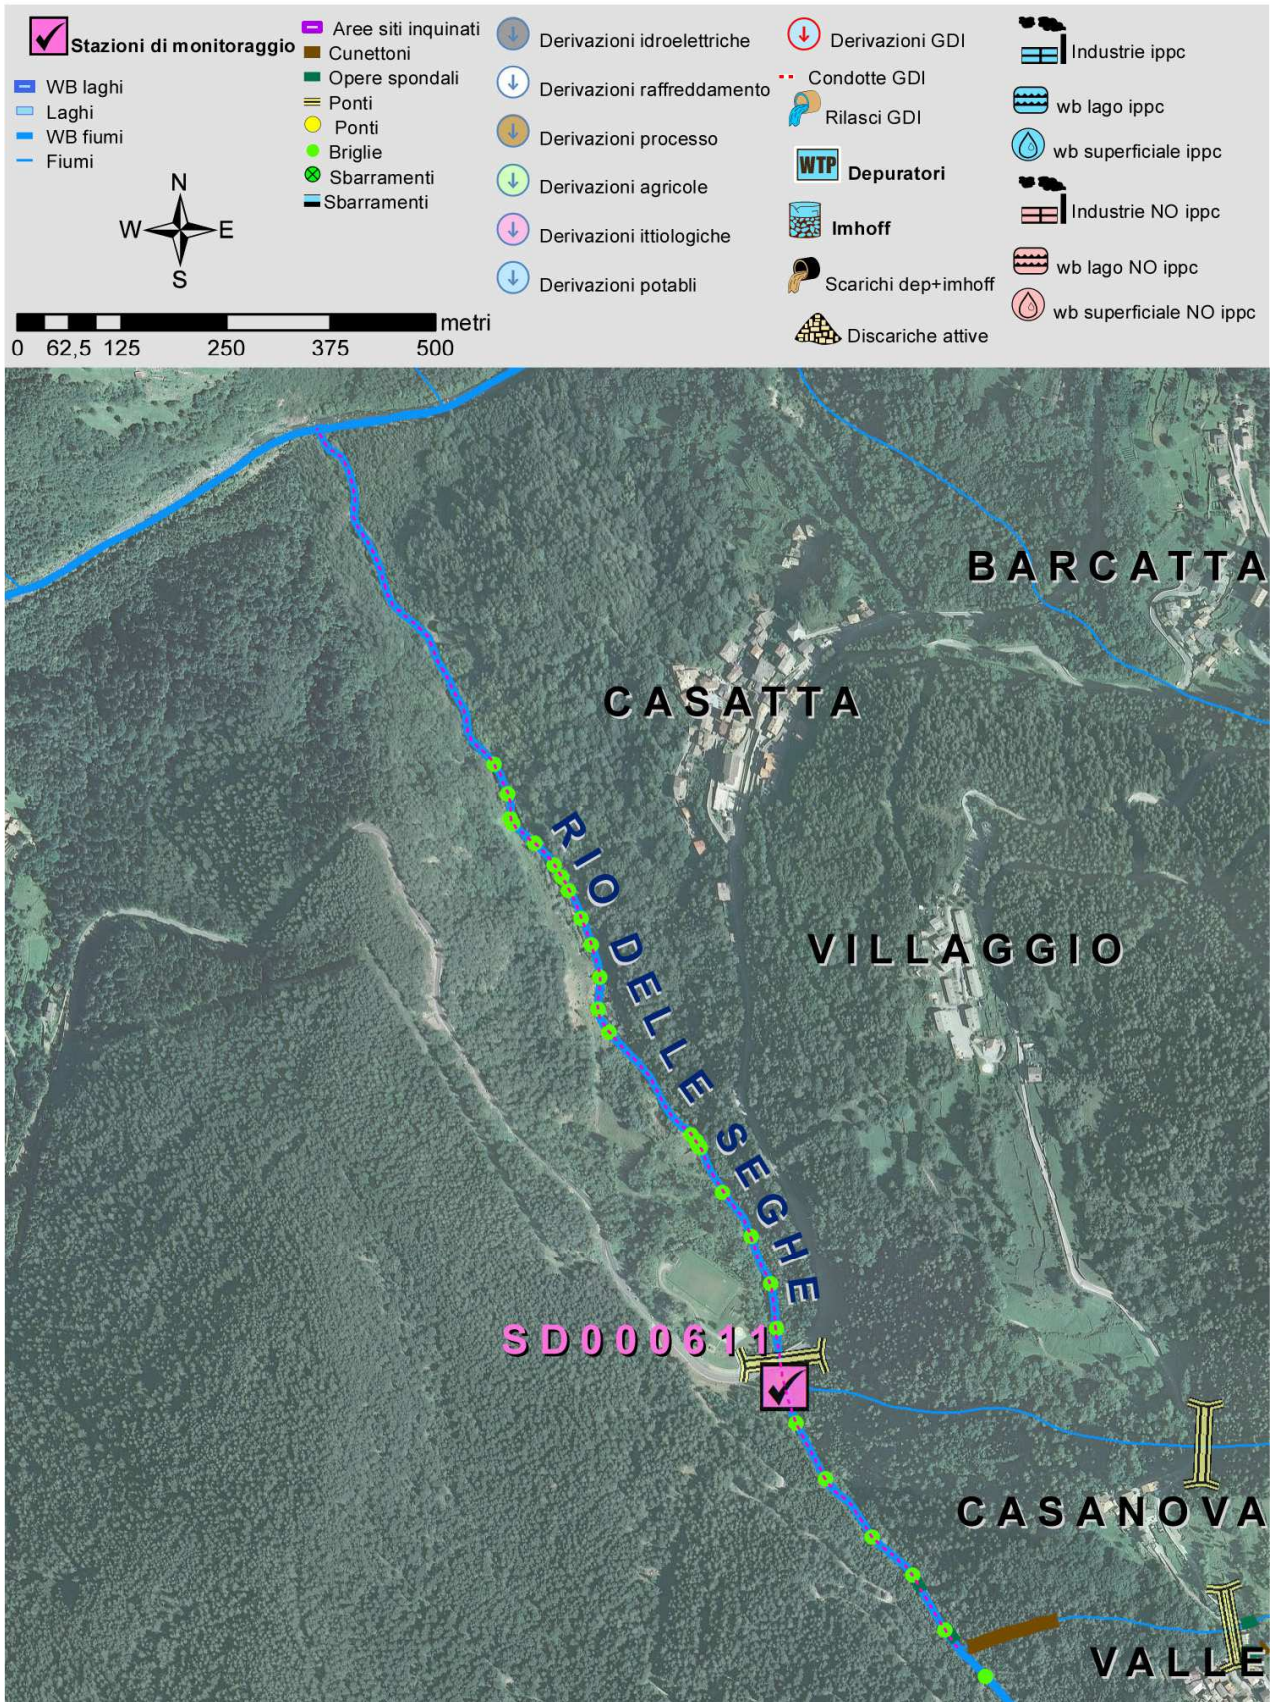 Stazioni di monitoraggio
WB laghi
Laghi
WB fiumi
Fiumi
N
W E
S
metri
0 62,5 125 250 375 500
Aree siti inquinati
Cunettoni
Opere spondali
Ponti
Ponti
Briglie
Sbarramenti
Sbarramenti
Derivazioni idroelettriche
Derivazioni raffreddamento
Derivazioni processo
Derivazioni agricole
Derivazioni ittiologiche
Derivazioni potabili
Derivazioni GDI
Condotte GDI
Rilasci GDI
WTP Depuratori
Imhoff
Scarichi dep+imhoff
Discariche attive
Industrie ippc
wb lago ippc
wb superficiale ippc
Industrie NO ippc
wb lago NO ippc
wb superficiale NO ippc
BARCATTA
CASATTA
RIO DELLE SEGHE
VILLAGGIO
SD000611
CASANOVA
VALLE